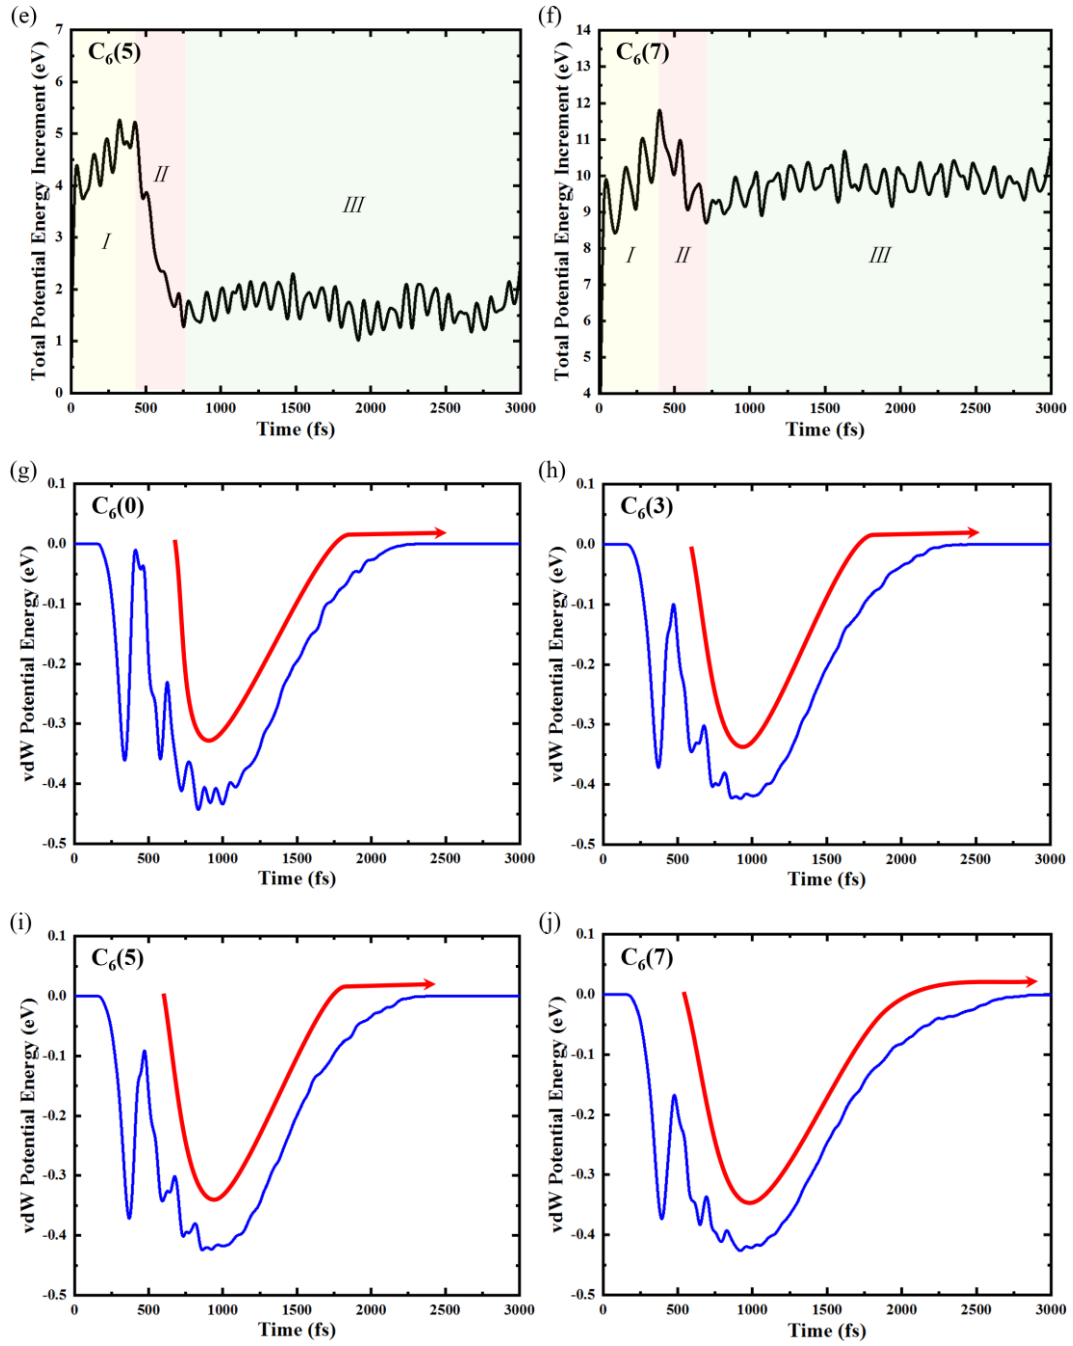 (e)
C6(5)
Total Potential Energy Increment (eV)
7
6
5
4
3
2
1
0
I
II
III
0 500 1000 1500 2000 2500 3000
Time (fs)
(f)
C6(7)
Total Potential Energy Increment (eV)
14
13
12
11
10
9
8
7
6
5
4
I
II
III
0 500 1000 1500 2000 2500 3000
Time (fs)
(g)
C6(0)
vdW Potential Energy (eV)
0.1
0.0
-0.1
-0.2
-0.3
-0.4
-0.5
0 500 1000 1500 2000 2500 3000
Time (fs)
(h)
C6(3)
vdW Potential Energy (eV)
0.1
0.0
-0.1
-0.2
-0.3
-0.4
-0.5
0 500 1000 1500 2000 2500 3000
Time (fs)
(i)
C6(5)
vdW Potential Energy (eV)
0.1
0.0
-0.1
-0.2
-0.3
-0.4
-0.5
0 500 1000 1500 2000 2500 3000
Time (fs)
(j)
C6(7)
vdW Potential Energy (eV)
0.1
0.0
-0.1
-0.2
-0.3
-0.4
-0.5
0 500 1000 1500 2000 2500 3000
Time (fs)